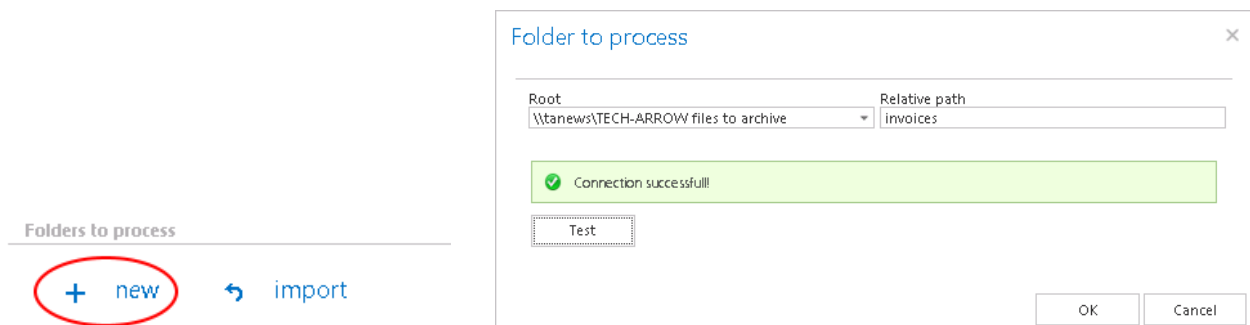 Folders to process
+ new import
Folder to process
Root Relative path
\\tanews\TECH-ARROW files to archive invoices
Connection successfull!
Test
OK Cancel